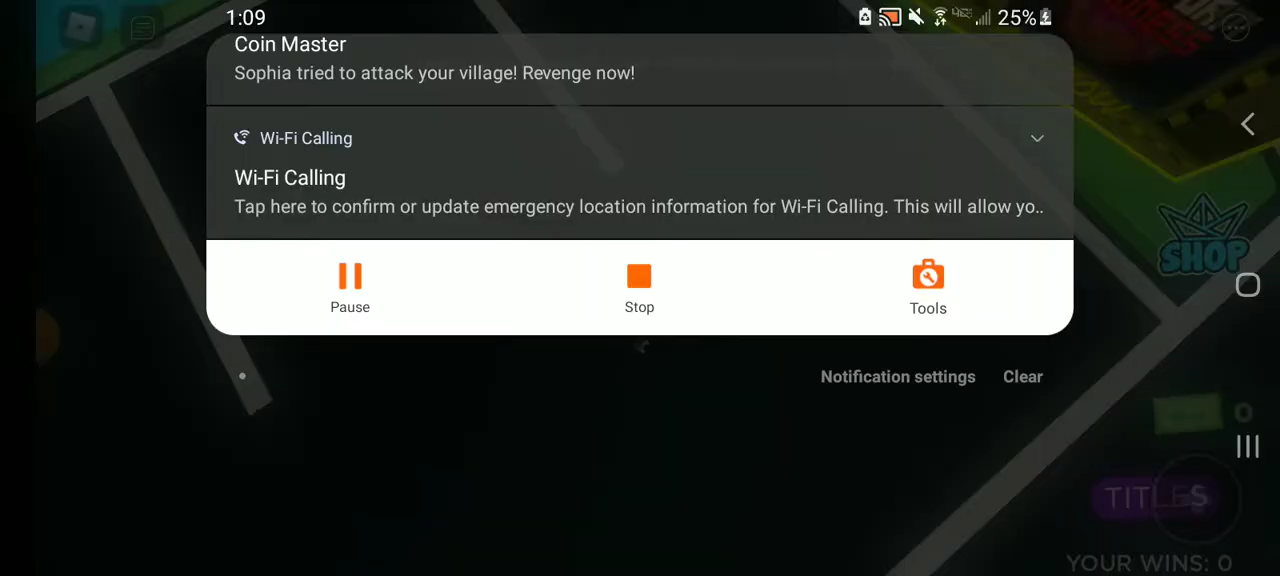 1:09
25%
Coin Master
Sophia tried to attack your village! Revenge now!
Wi-Fi Calling
Wi-Fi Calling
Tap here to confirm or update emergency location information for Wi-Fi Calling. This will allow yo..
Pause
Stop
Tools
Notification settings
Clear
SHOP
0
TITLES
YOUR WINS: 0